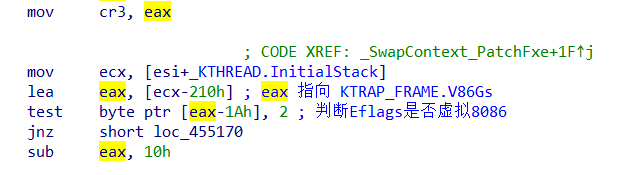 mov cr3, eax
; CODE XREF: _SwapContext_PatchFxe+1F↑j
mov ecx, [esi+_KTHREAD.InitialStack]
lea eax, [ecx-210h] ; eax 指向 KTRAP_FRAME.V86Gs
test byte ptr [eax-1Ah], 2 ; 判断Eflags是否虚拟8086
jnz short loc_455170
sub eax, 10h